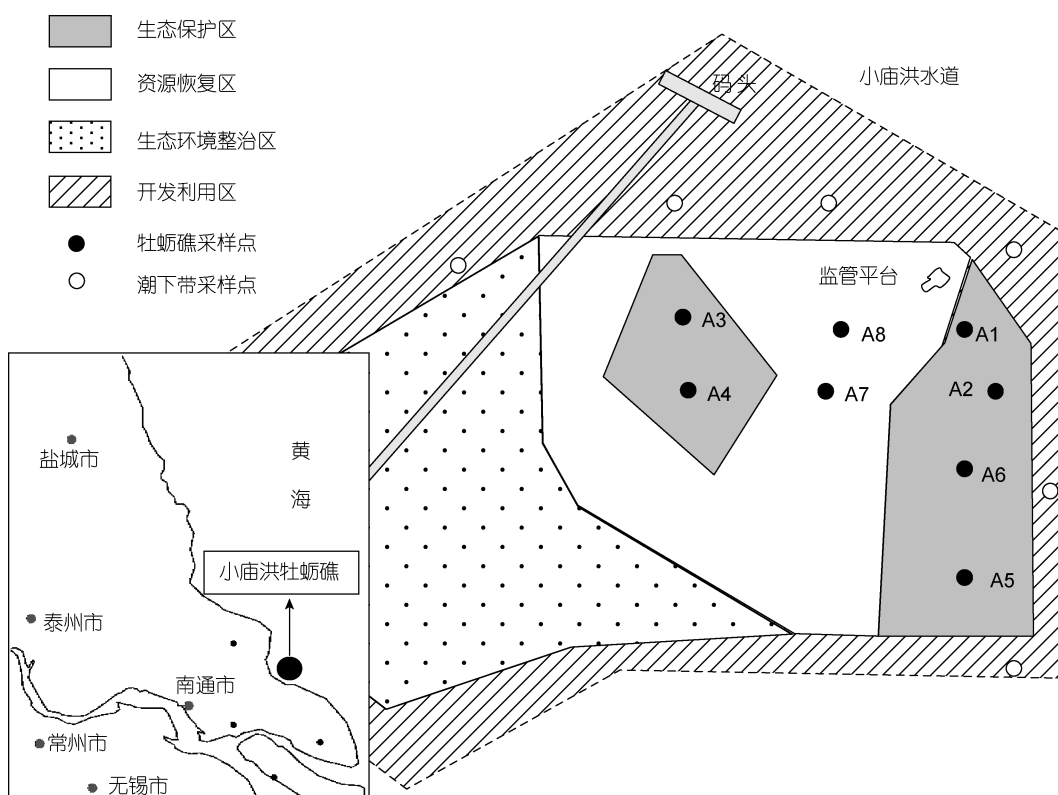 生态保护区
资源恢复区
生态环境整治区
开发利用区
牡蛎礁采样点
潮下带采样点
码头
小庙洪水道
监管平台
A3
A8
A1
A4
A7
A2
A6
A5
黄
海
盐城市
小庙洪牡蛎礁
泰州市
南通市
常州市
无锡市